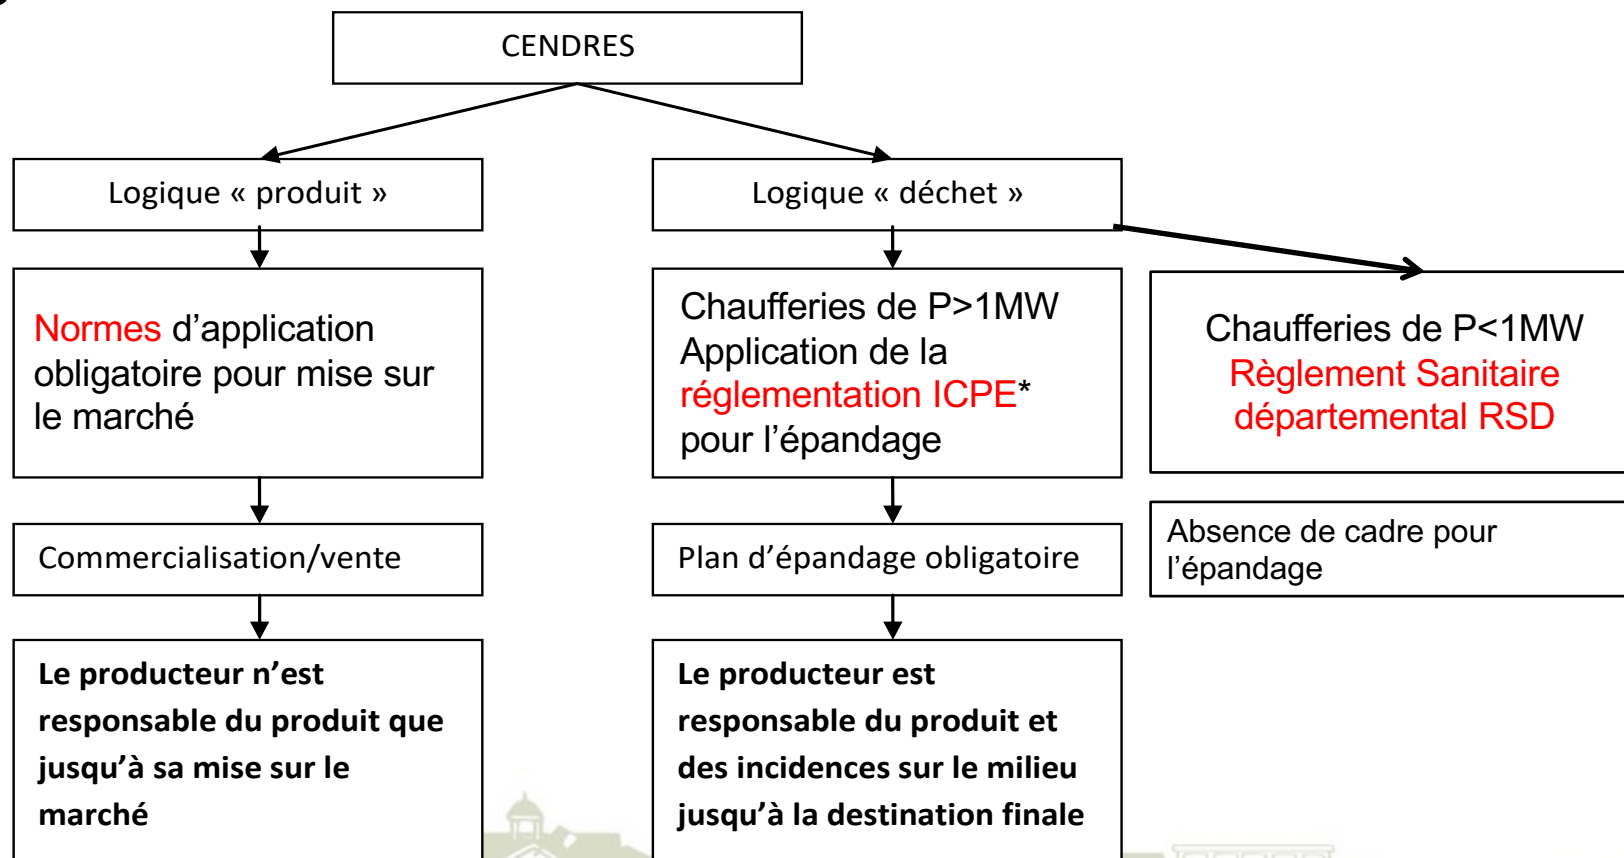 CENDRES
Logique « produit »
Logique « déchet »
Normes d’application
obligatoire pour mise sur
le marché
Chaufferies de P>1MW
Application de la
réglementation ICPE*
pour l’épandage
Chaufferies de P<1MW
Règlement Sanitaire
départemental RSD
Commercialisation/vente
Plan d’épandage obligatoire
Absence de cadre pour
l’épandage
Le producteur n’est
responsable du produit que
jusqu’à sa mise sur le
marché
Le producteur est
responsable du produit et
des incidences sur le milieu
jusqu’à la destination finale